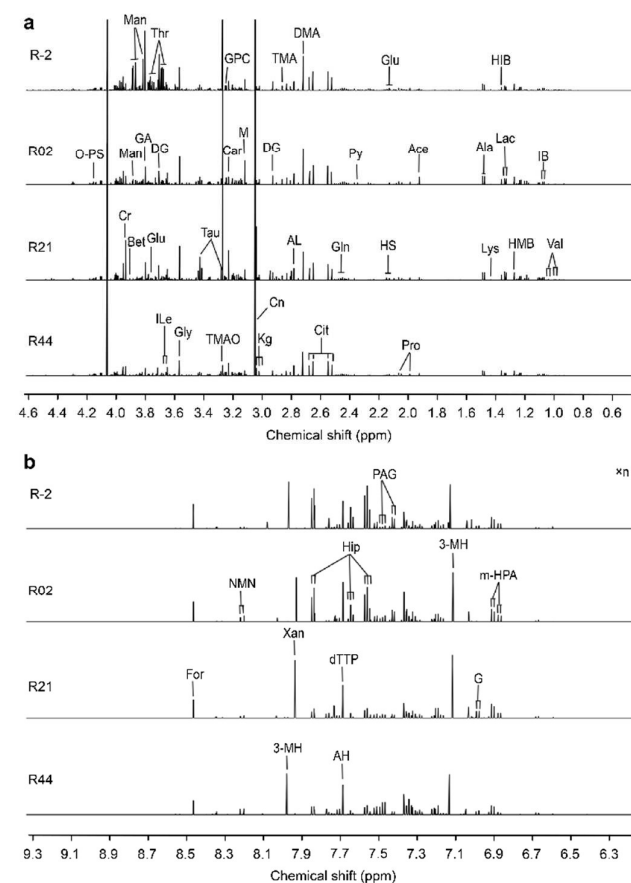 a
Man
Thr
DMA
R-2
GPC
TMA
Glu
HIB
R02
GA
M
O-PS
Man
DG
Car
DG
Py
Ace
Ala
Lac
IB
R21
Cr
Bet
Glu
Tau
AL
Gln
HS
Lys
HMB
Val
Cn
R44
ILe
Gly
TMAO
Kg
Cit
Pro
4.6 4.4 4.2 4.0 3.8 3.6 3.4 3.2 3.0 2.8 2.6 2.4 2.2 2.0 1.8 1.6 1.4 1.2 1.0 0.8 0.6
Chemical shift (ppm)
b
PAG
×n
R-2
Hip
3-MH
R02
NMN
m-HPA
Xan
dTTP
R21
For
G
3-MH
AH
R44
9.3 9.1 8.9 8.7 8.5 8.3 8.1 7.9 7.7 7.5 7.3 7.1 6.9 6.7 6.5 6.3
Chemical shift (ppm)